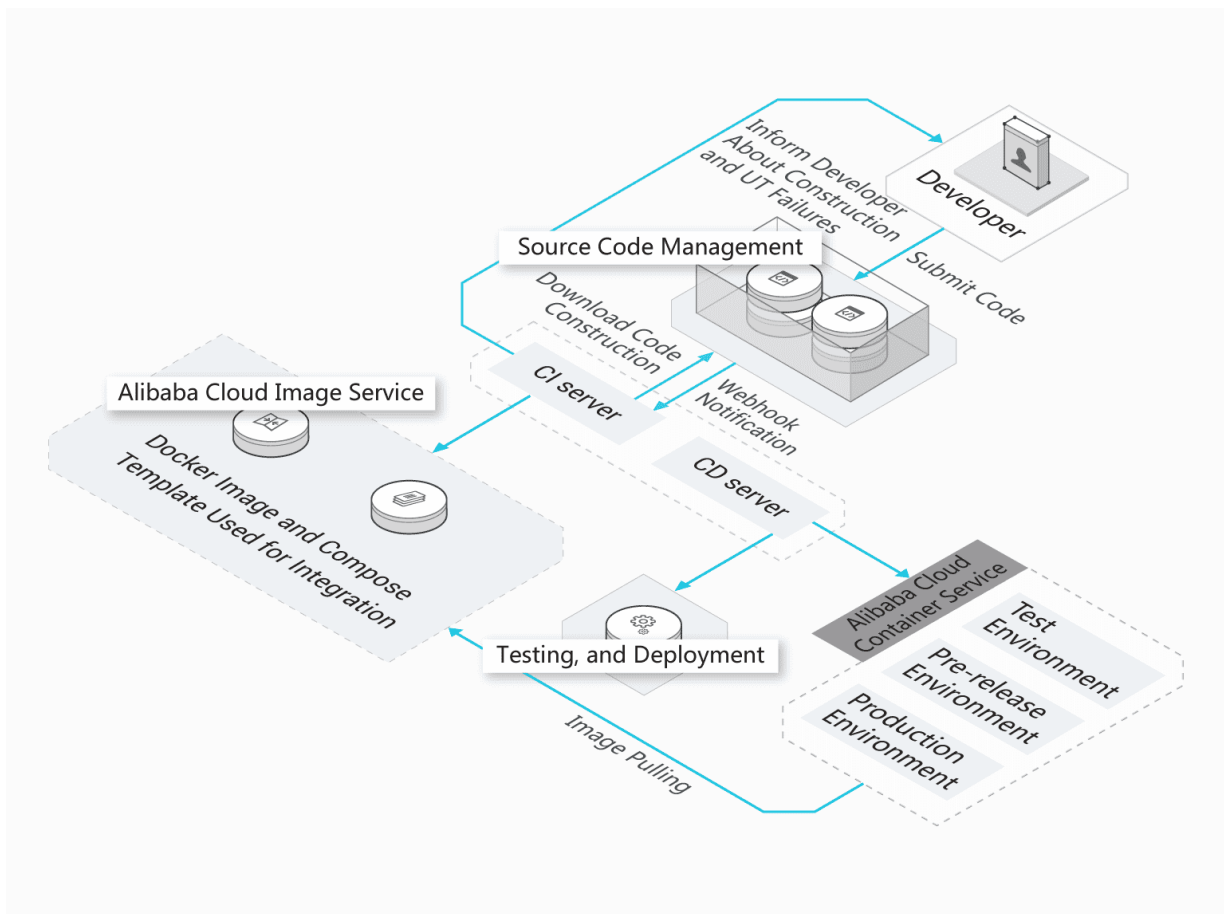 Inform Developer
About Construction
and UT Failures
Developer
Source Code Management
Submit Code
Download Code
Construction
CI server
Webhook
Notification
Alibaba Cloud Image Service
CD server
Docker Image and Compose
Template Used for Integration
Alibaba Cloud
Container Service
Test
Environment
Testing, and Deployment
Pre-release
Environment
Production
Environment
Image Pulling